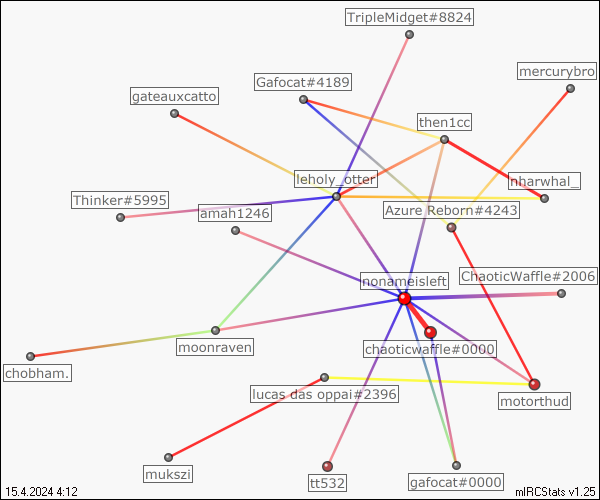 TripleMidget#8824
mercurybro
Gafocat#4189
gateauxcatto
then1cc
leholy_otter
nharwhal_
Thinker#5995
amah1246
Azure Reborn#4243
nonameisleft
ChaoticWaffle#2006
moonraven
chaoticwaffle#0000
chobham.
lucas das oppai#2396
motorthud
mukszi
tt532
gafocat#0000
15.4.2024 4:12
mIRCStats v1.25